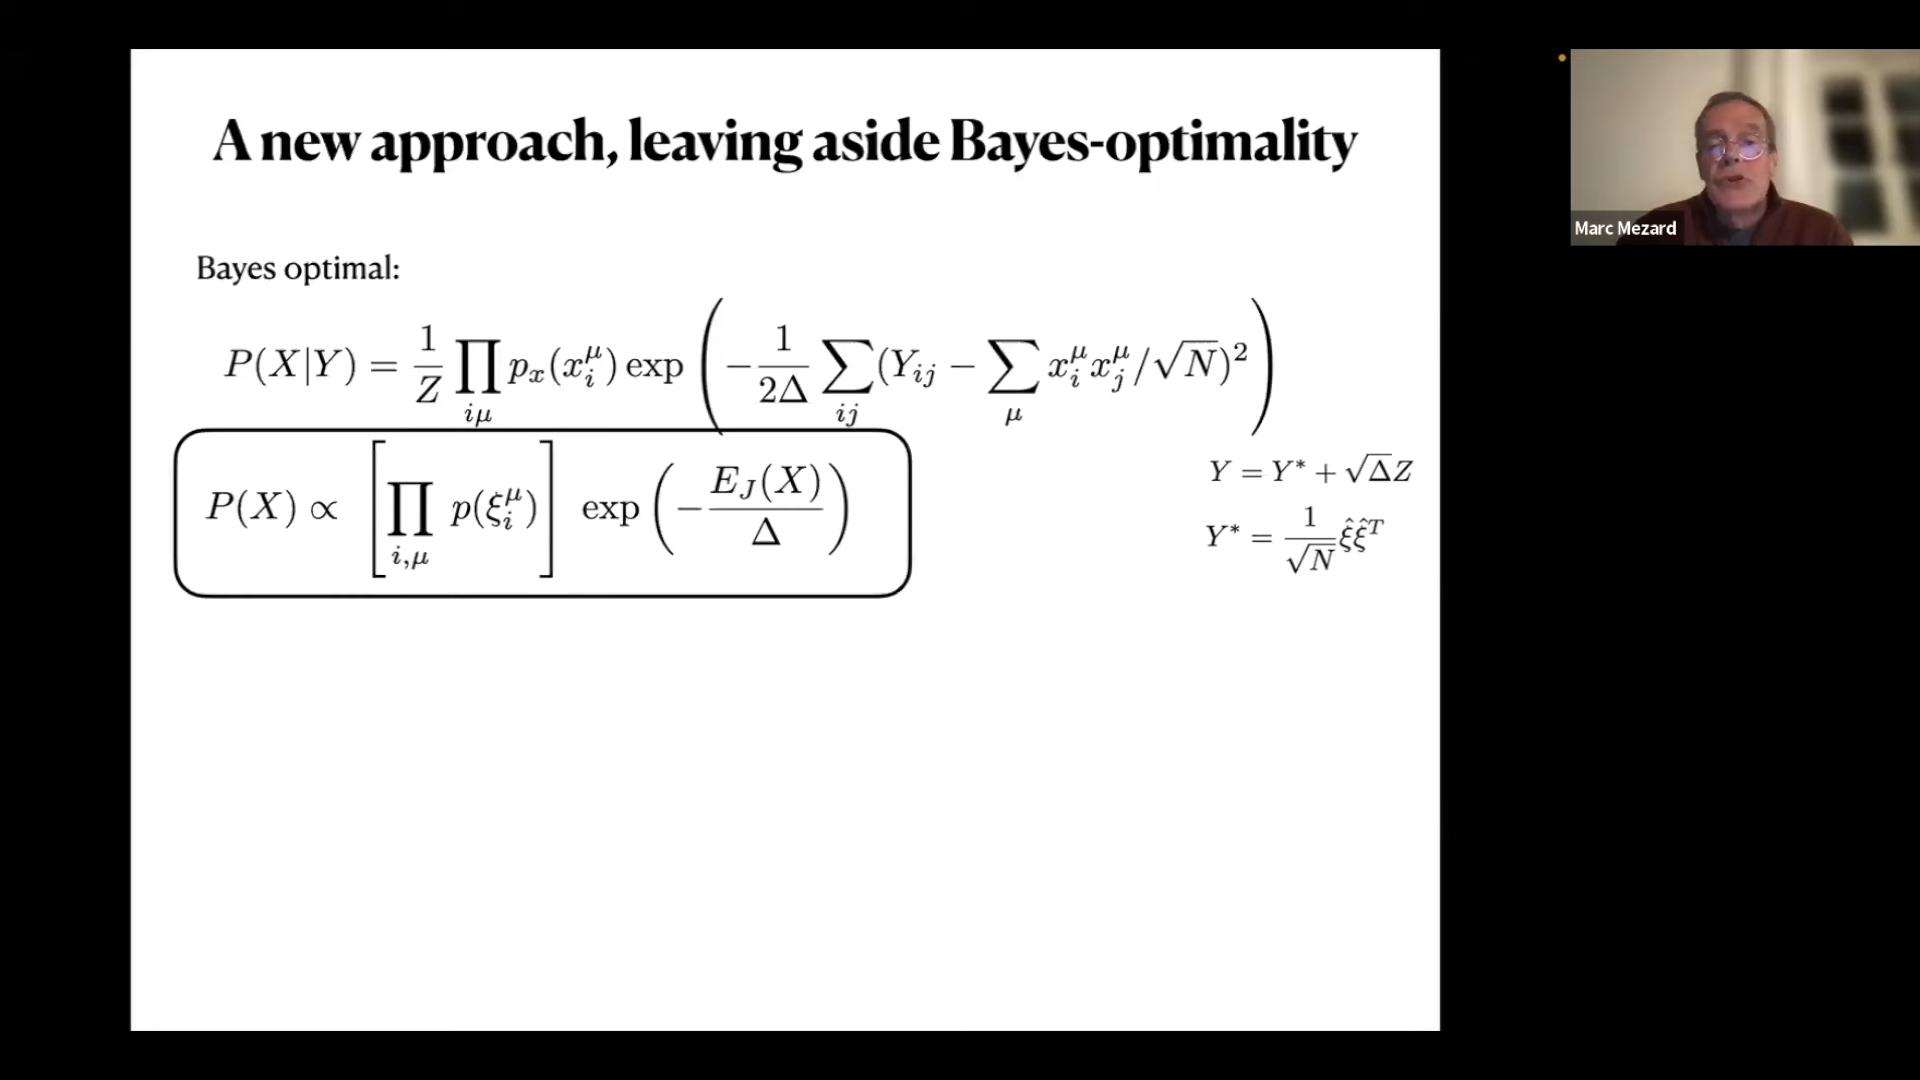 A new approach, leaving aside Bayes-optimality
Bayes optimal:
P(X|Y) = \frac{1}{Z} \prod_{i\mu} p_x(x_i^\mu) \exp\left(-\frac{1}{2\Delta} \sum_{ij} (Y_{ij} - \sum_\mu x_i^\mu x_j^\mu / \sqrt{N})^2\right)
P(X) \propto \left[\prod_{i,\mu} p(\xi_i^\mu)\right] \exp\left(-\frac{E_J(X)}{\Delta}\right)
Y = Y^* + \sqrt{\Delta} Z
Y^* = \frac{1}{\sqrt{N}} \hat{\xi}\hat{\xi}^T
Marc Mezard